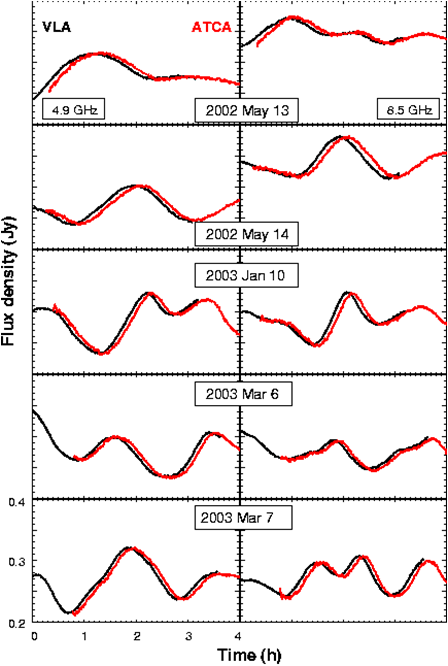 VLA ATCA
4.9 GHz 8.5 GHz
2002 May 13
2002 May 14
2003 Jan 10
2003 Mar 6
2003 Mar 7
Flux density (Jy)
0.4
0.3
0.2
0 1 2 3 4
Time (h)